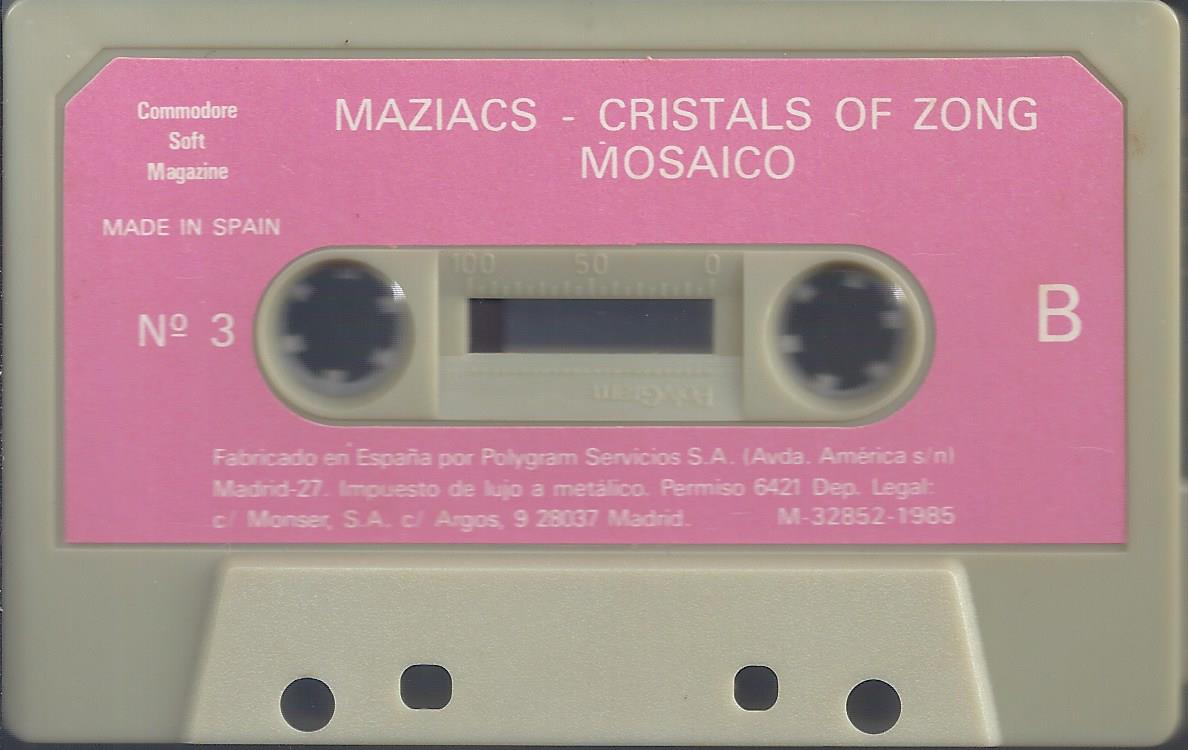 Commodore
Soft
Magazine
MAZIACS - CRISTALS OF ZONG
MOSAICO
MADE IN SPAIN
100 50 0
Nº 3
B
PolyGram
Fabricado en España por Polygram Servicios S.A. (Avda. América s/n)
Madrid-27. Impuesto de lujo a metálico. Permiso 6421 Dep. Legal:
c/ Monser, S.A. c/ Argos, 9 28037 Madrid. M-32852-1985